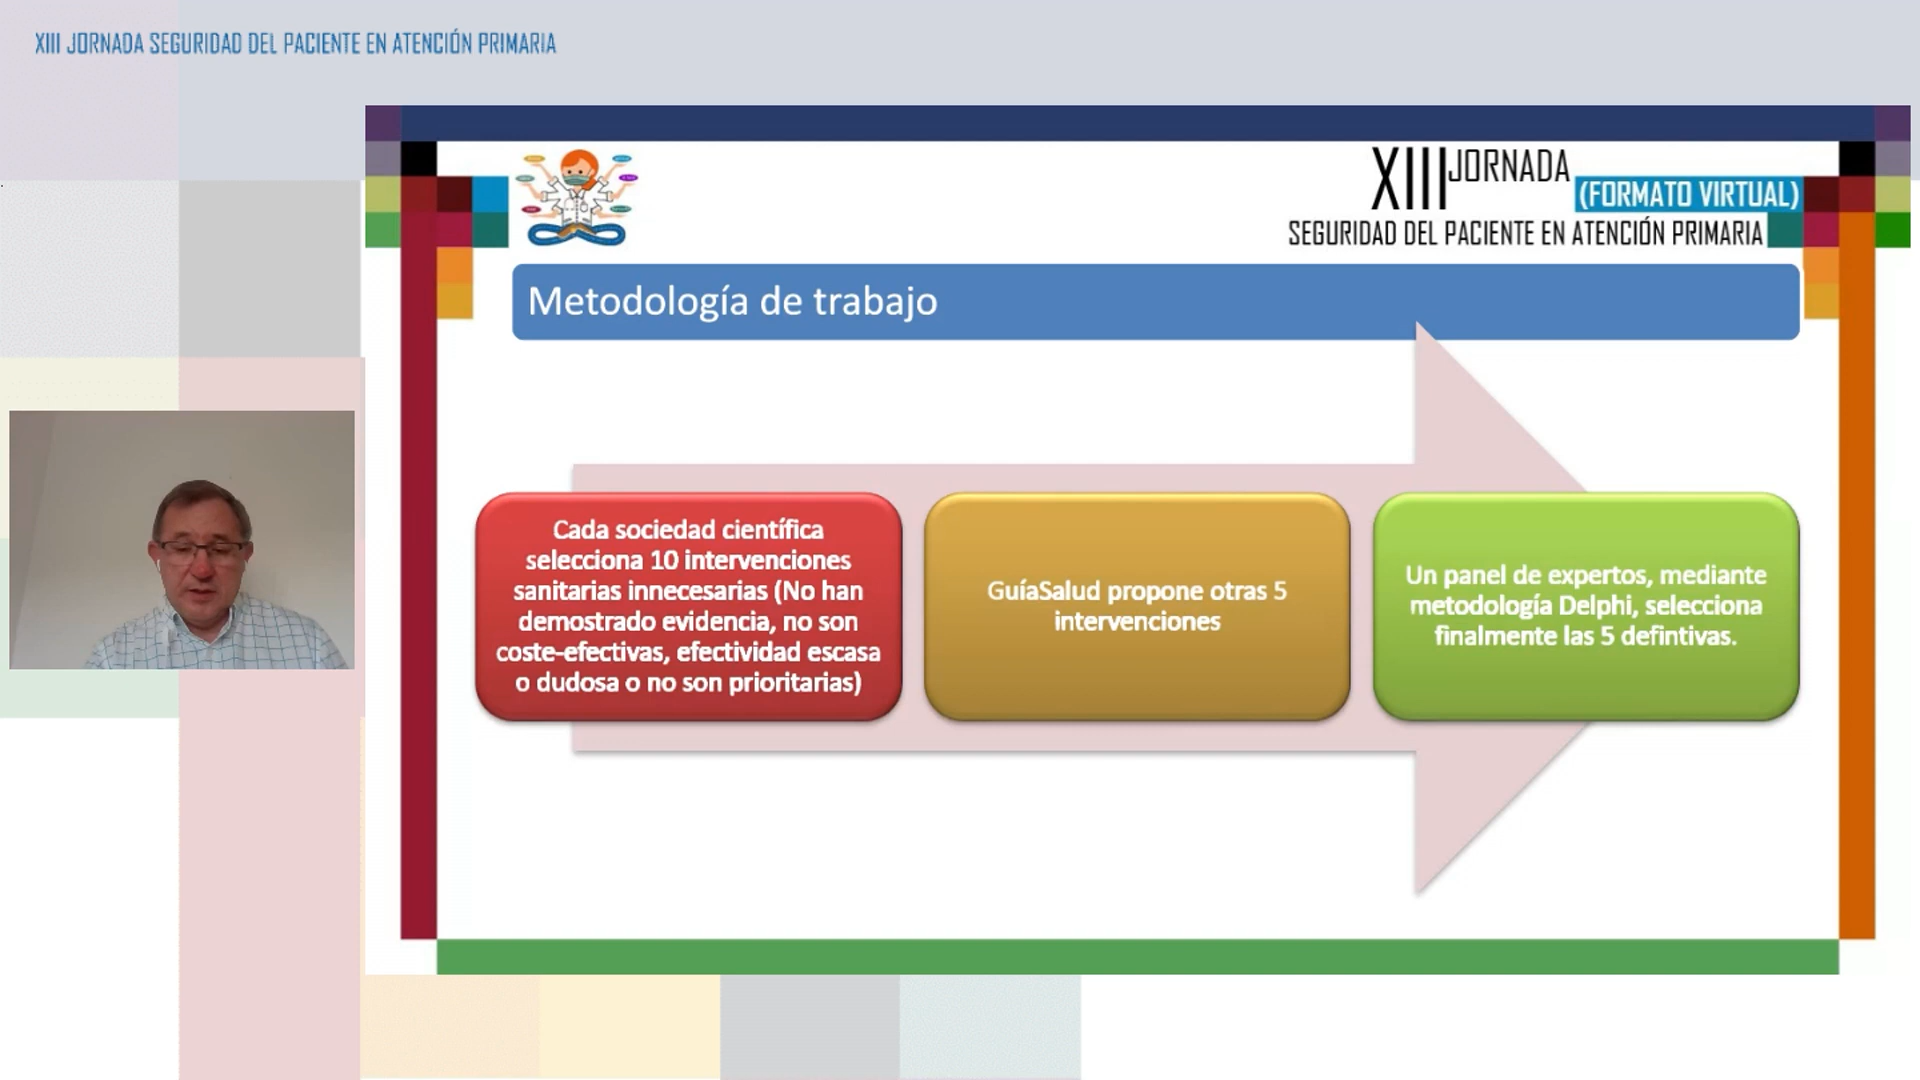 XIII JORNADA SEGURIDAD DEL PACIENTE EN ATENCIÓN PRIMARIA
XIII JORNADA
(FORMATO VIRTUAL)
SEGURIDAD DEL PACIENTE EN ATENCIÓN PRIMARIA
Metodología de trabajo
Cada sociedad científica
selecciona 10 intervenciones
sanitarias innecesarias (No han
demostrado evidencia, no son
coste-efectivas, efectividad escasa
o dudosa o no son prioritarias)
GuíaSalud propone otras 5
intervenciones
Un panel de expertos, mediante
metodología Delphi, selecciona
finalmente las 5 defintivas.